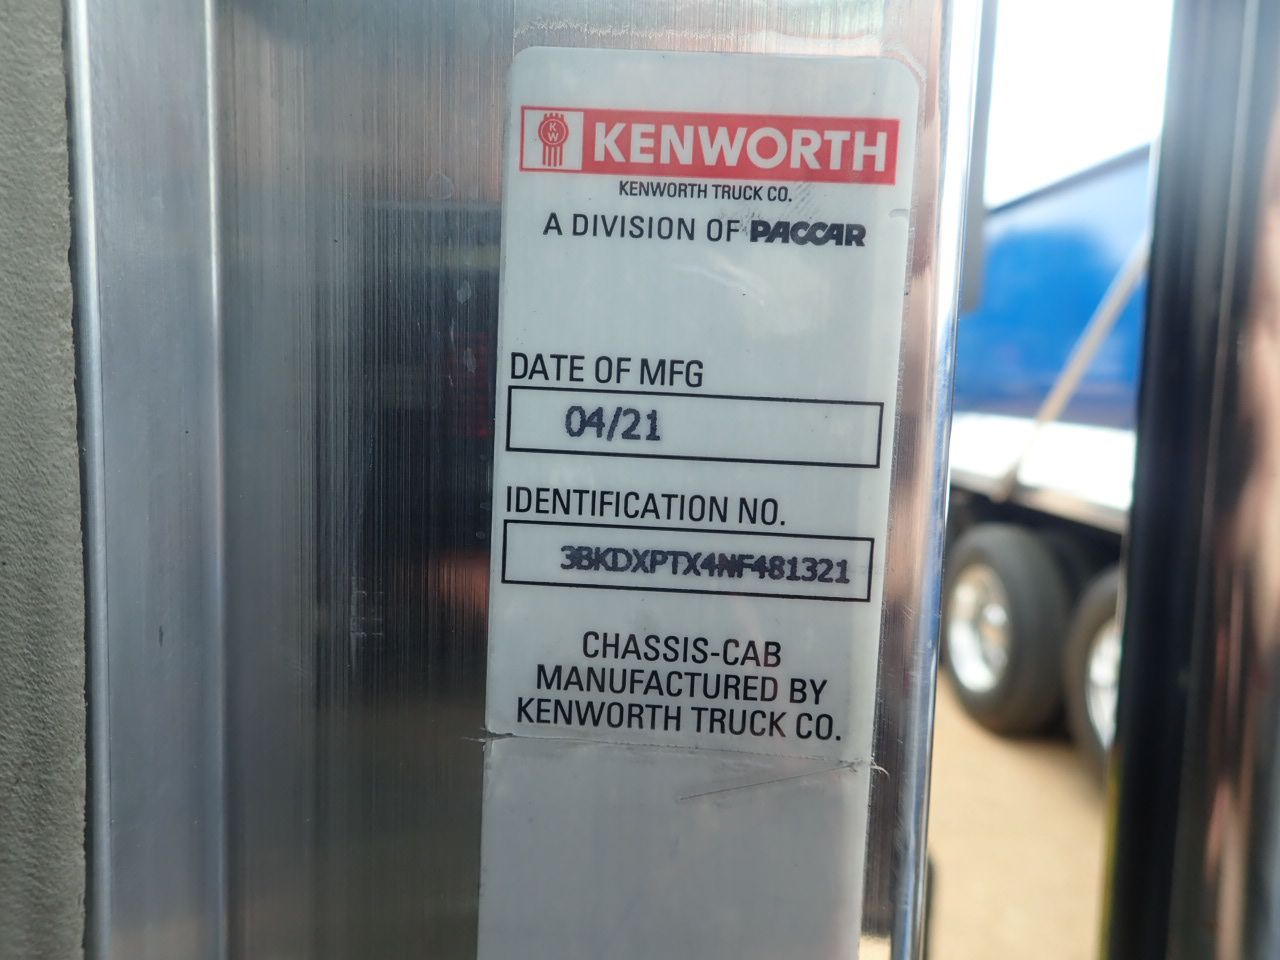 KW KENWORTH
KENWORTH TRUCK CO.
A DIVISION OF PACCAR
DATE OF MFG
04/21
IDENTIFICATION NO.
3BKDXPTX4NF481321
CHASSIS-CAB
MANUFACTURED BY
KENWORTH TRUCK CO.